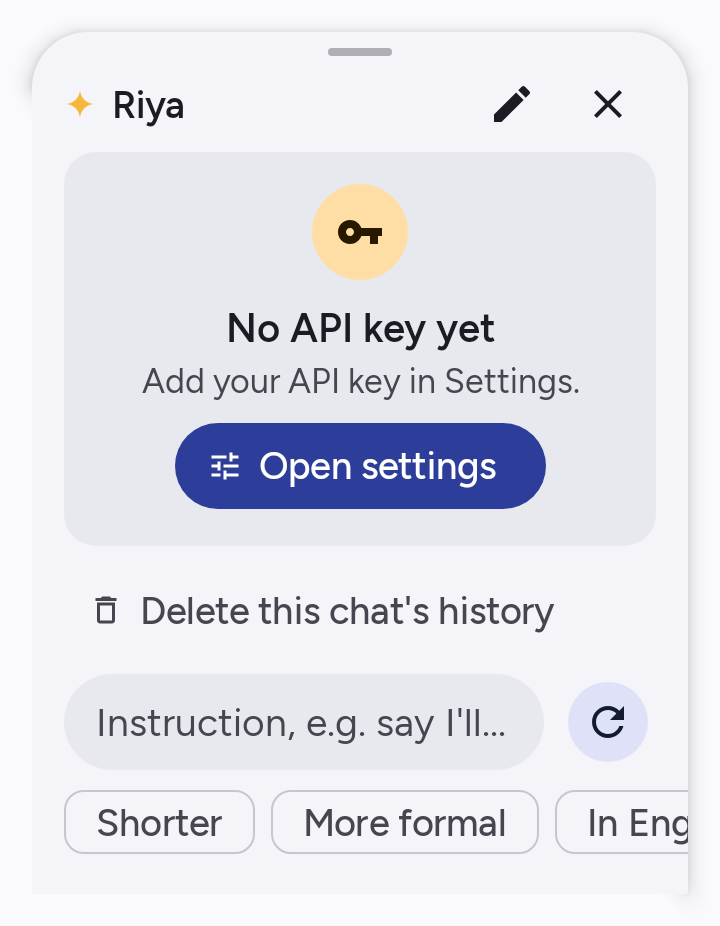 Riya
No API key yet
Add your API key in Settings.
Open settings
Delete this chat's history
Instruction, e.g. say I'll...
Shorter
More formal
In Eng